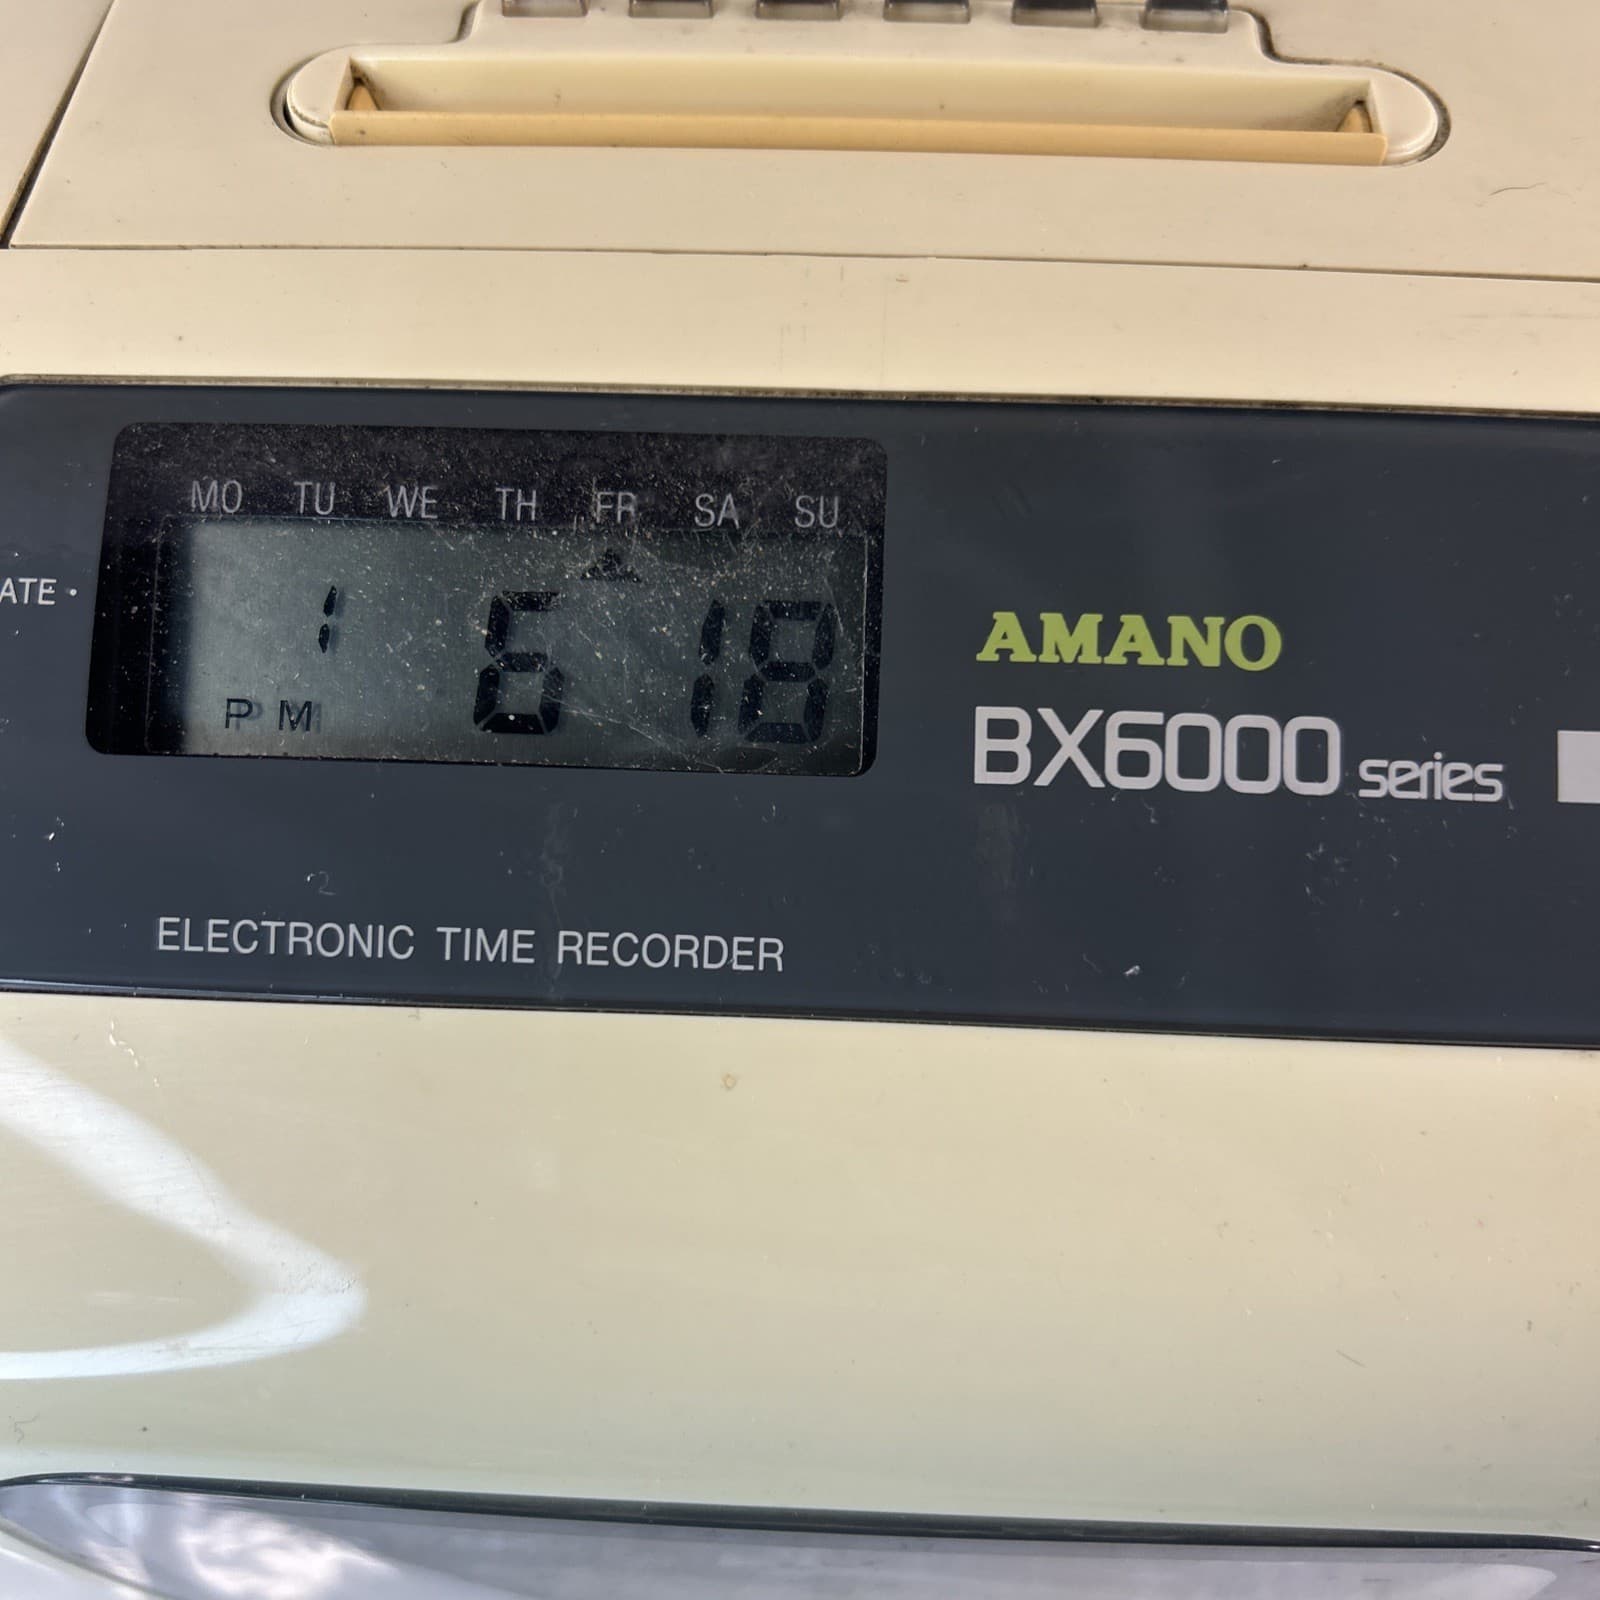 MO TU WE TH FR SA SU
ATE
1
PM 6 18
AMANO
BX6000 series
ELECTRONIC TIME RECORDER